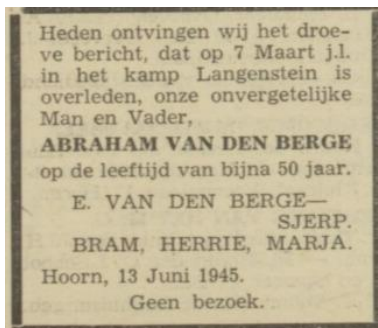 Heden ontvingen wij het droe-
ve bericht, dat op 7 Maart j.l.
in het kamp Langenstein is
overleden, onze onvergetelijke
Man en Vader,
ABRAHAM VAN DEN BERGE
op de leeftijd van bijna 50 jaar.
E. VAN DEN BERGE—
SJERP.
BRAM, HERRIE, MARJA.
Hoorn, 13 Juni 1945.
Geen bezoek.